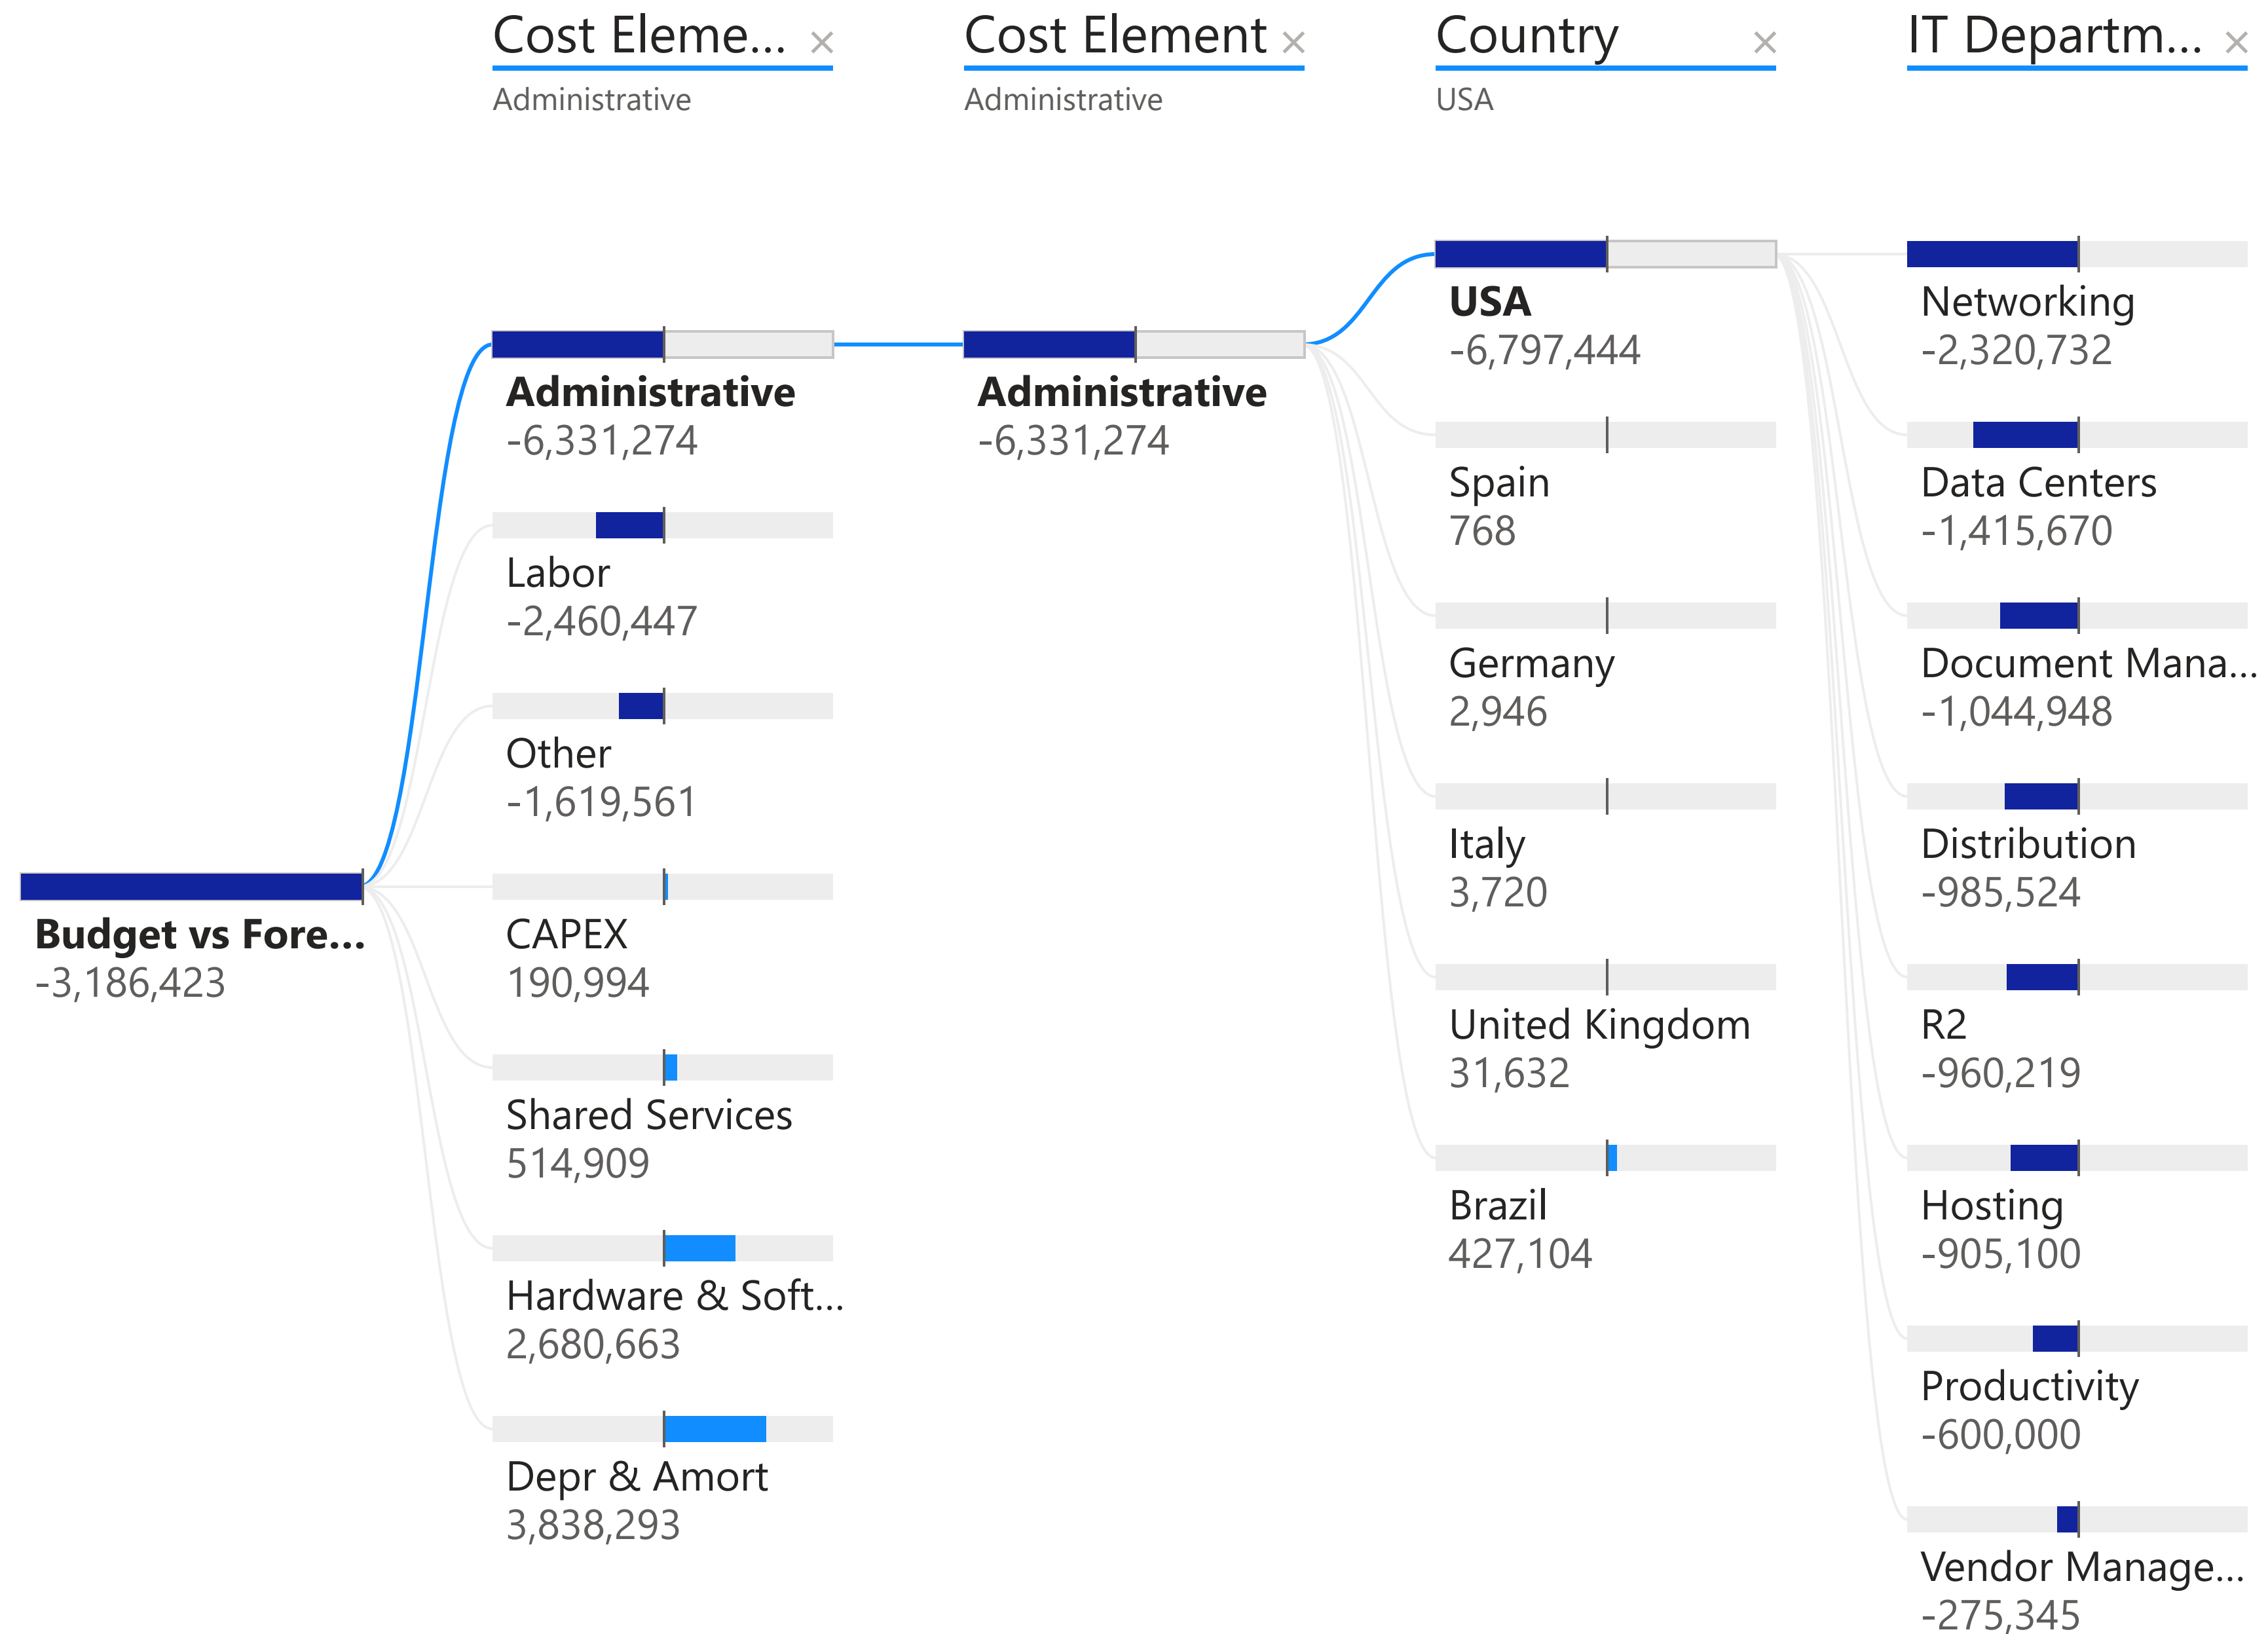 Cost Eleme... ×
Administrative
Cost Element ×
Administrative
Country ×
USA
IT Departm... ×
Budget vs Fore...
-3,186,423
Administrative
-6,331,274
Labor
-2,460,447
Other
-1,619,561
CAPEX
190,994
Shared Services
514,909
Hardware & Soft...
2,680,663
Depr & Amort
3,838,293
Administrative
-6,331,274
USA
-6,797,444
Spain
768
Germany
2,946
Italy
3,720
United Kingdom
31,632
Brazil
427,104
Networking
-2,320,732
Data Centers
-1,415,670
Document Mana...
-1,044,948
Distribution
-985,524
R2
-960,219
Hosting
-905,100
Productivity
-600,000
Vendor Manage...
-275,345